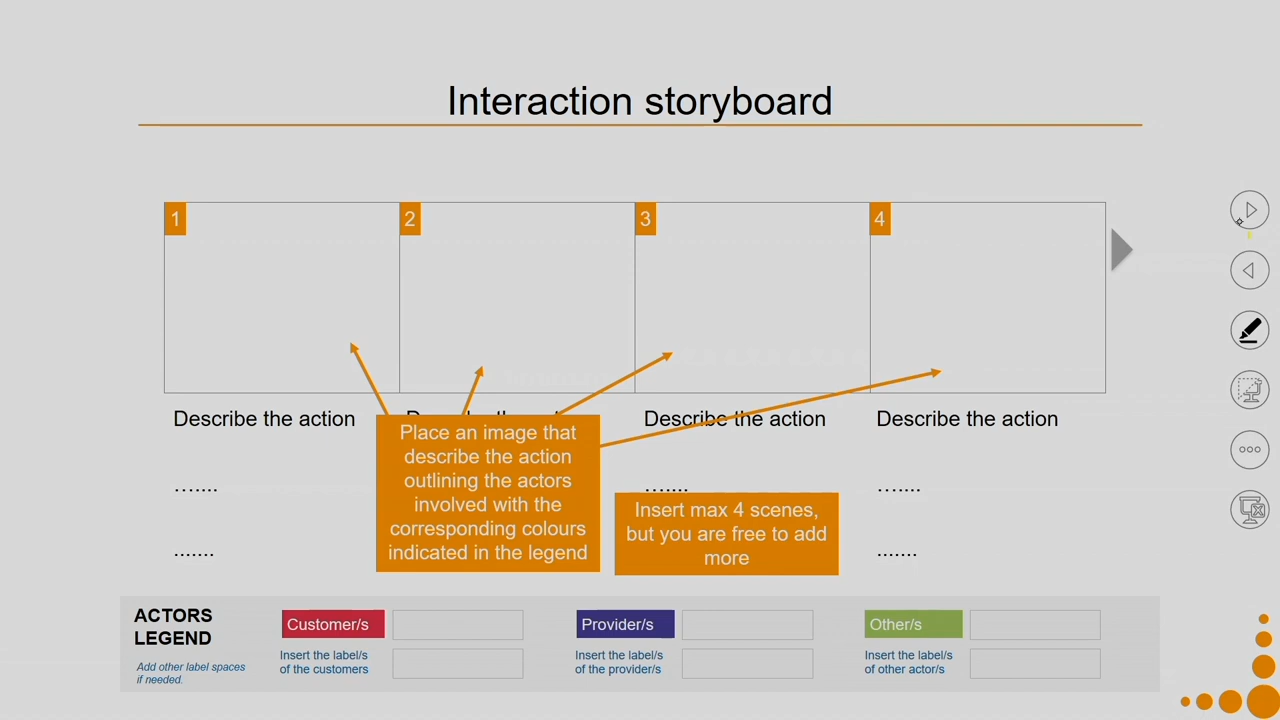 Interaction storyboard
1
2
3
4
Describe the action
Describe the action
Describe the action
Place an image that
describe the action
outlining the actors
involved with the
corresponding colours
indicated in the legend
…....
…....
…....
Insert max 4 scenes,
but you are free to add
more
.......
.......
ACTORS
LEGEND
Add other label spaces
if needed.
Customer/s
Insert the label/s
of the customers
Provider/s
Insert the label/s
of the provider/s
Other/s
Insert the label/s
of other actor/s